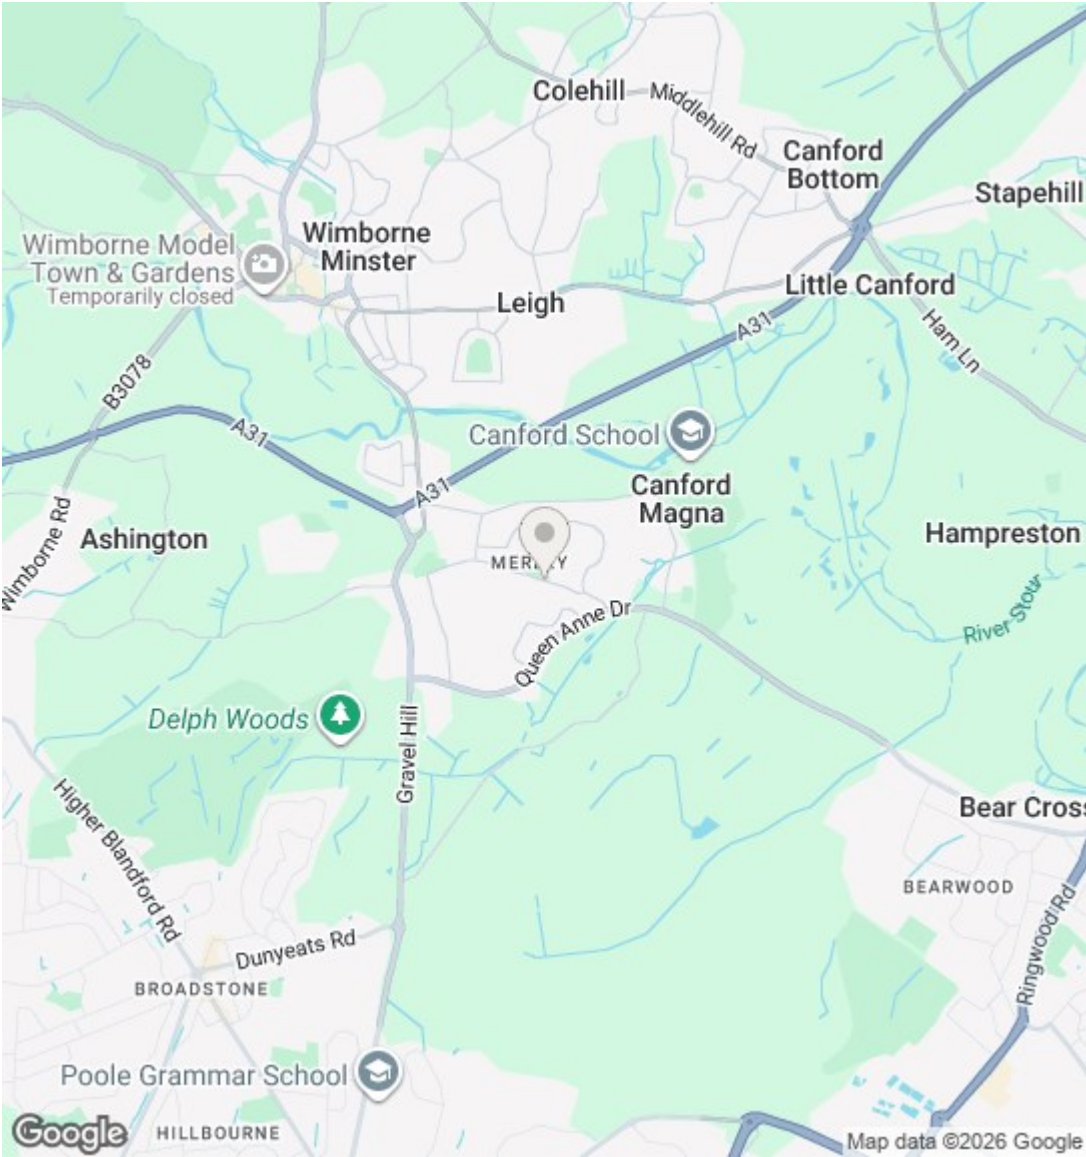 Colehill
Middlehill Rd
Canford
Bottom
Stapehill
Wimborne
Minster
Wimborne Model
Town & Gardens
Temporarily closed
Little Canford
Leigh
Ham Ln
A31
B3078
A31
Canford School
A31
Canford
Magna
Wimborne Rd
Ashington
Hampreston
MERLEY
River Stour
Queen Anne Dr
Delph Woods
Gravel Hill
Higher Blandford Rd
Bear Cross
BEARWOOD
Ringwood Rd
Dunyeats Rd
BROADSTONE
Poole Grammar School
HILLBOURNE
Google
Map data ©2026 Google